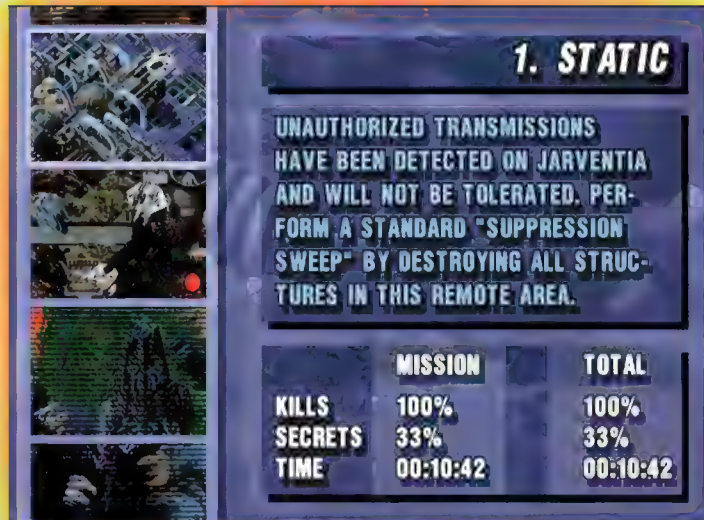 1. STATIC
UNAUTHORIZED TRANSMISSIONS
HAVE BEEN DETECTED ON JARVENTIA
AND WILL NOT BE TOLERATED. PER-
FORM A STANDARD "SUPPRESSION
SWEEP" BY DESTROYING ALL STRUC-
TURES IN THIS REMOTE AREA.
MISSION TOTAL
KILLS 100% 100%
SECRETS 33% 33%
TIME 00:10:42 00:10:42